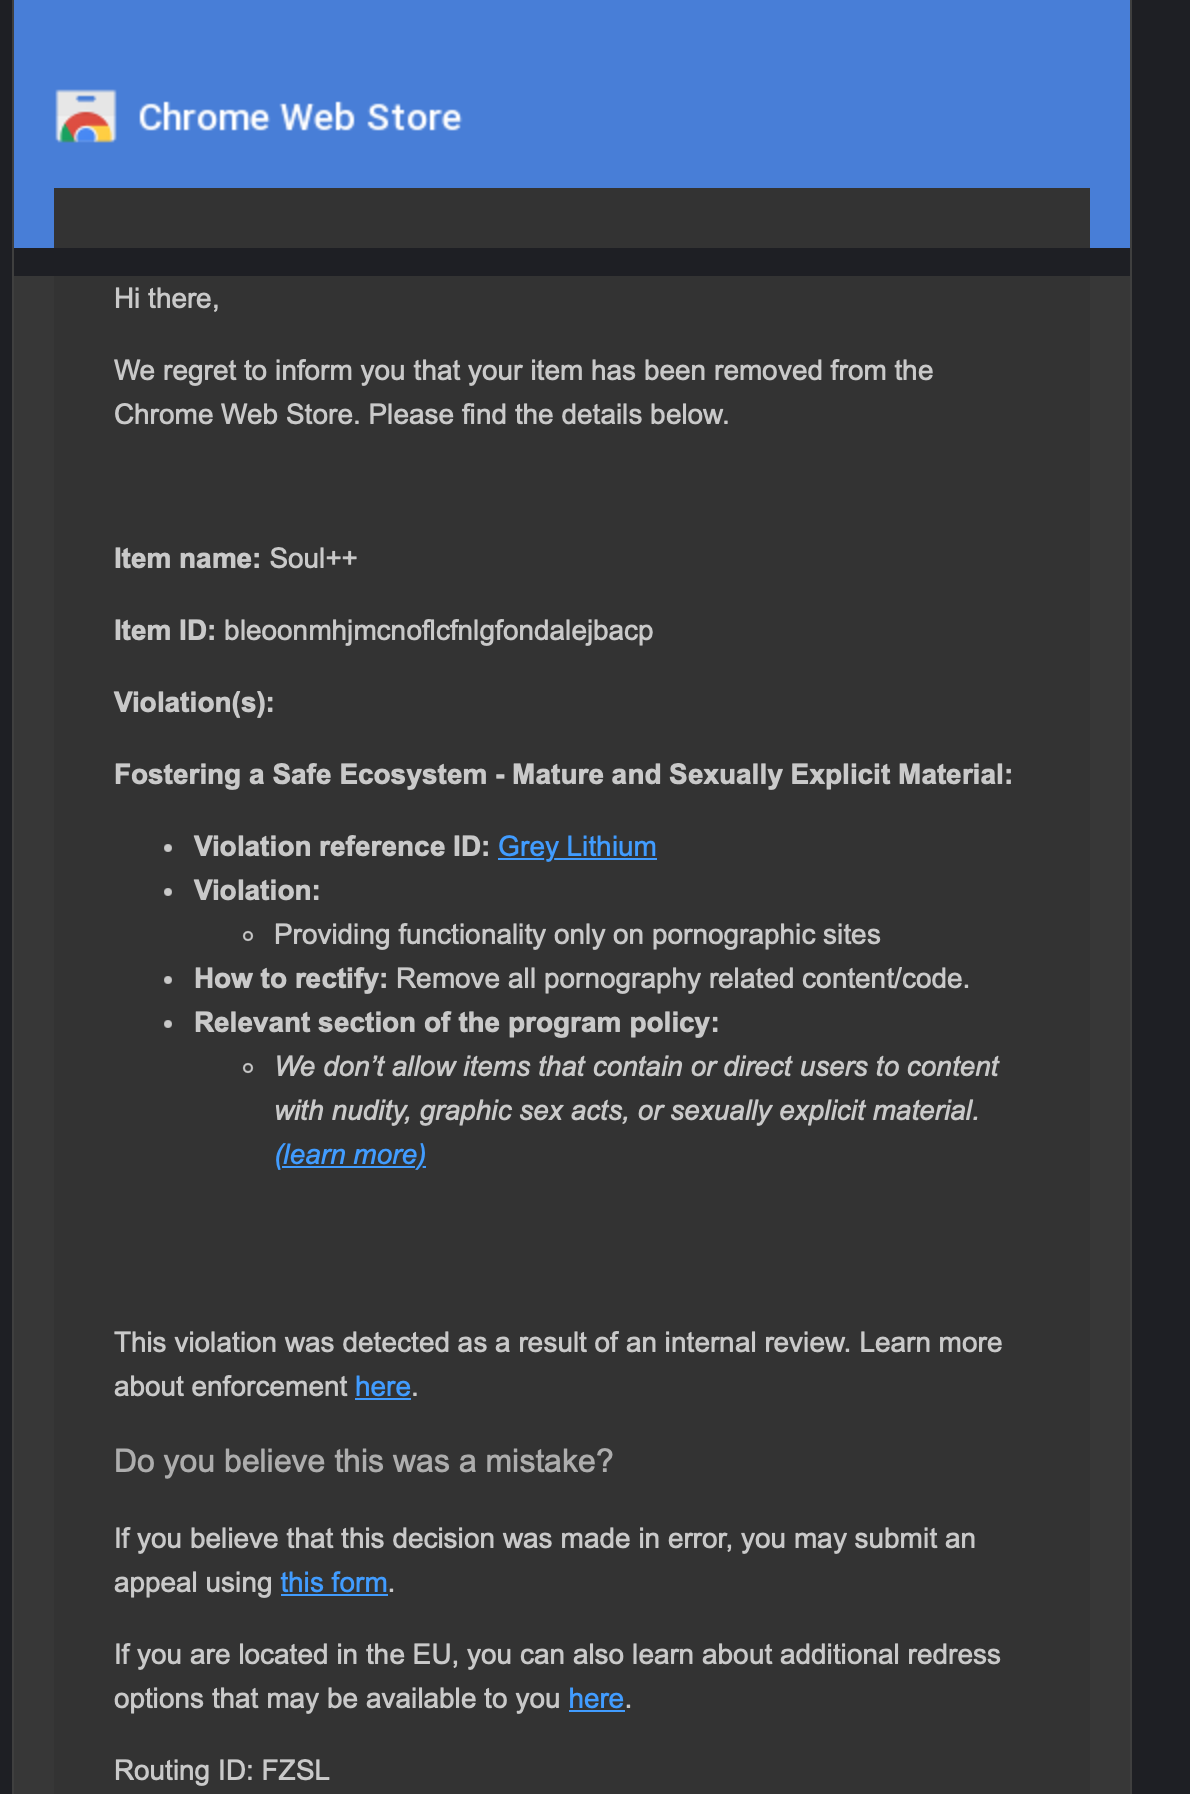 Chrome Web Store
Hi there,
We regret to inform you that your item has been removed from the
Chrome Web Store. Please find the details below.
Item name: Soul++
Item ID: bleoonmhjmcnoflcfnlgfondalejbacp
Violation(s):
Fostering a Safe Ecosystem - Mature and Sexually Explicit Material:
Violation reference ID: Grey Lithium
Violation:
Providing functionality only on pornographic sites
How to rectify: Remove all pornography related content/code.
Relevant section of the program policy:
We don’t allow items that contain or direct users to content
with nudity, graphic sex acts, or sexually explicit material.
(learn more)
This violation was detected as a result of an internal review. Learn more
about enforcement here.
Do you believe this was a mistake?
If you believe that this decision was made in error, you may submit an
appeal using this form.
If you are located in the EU, you can also learn about additional redress
options that may be available to you here.
Routing ID: FZSL